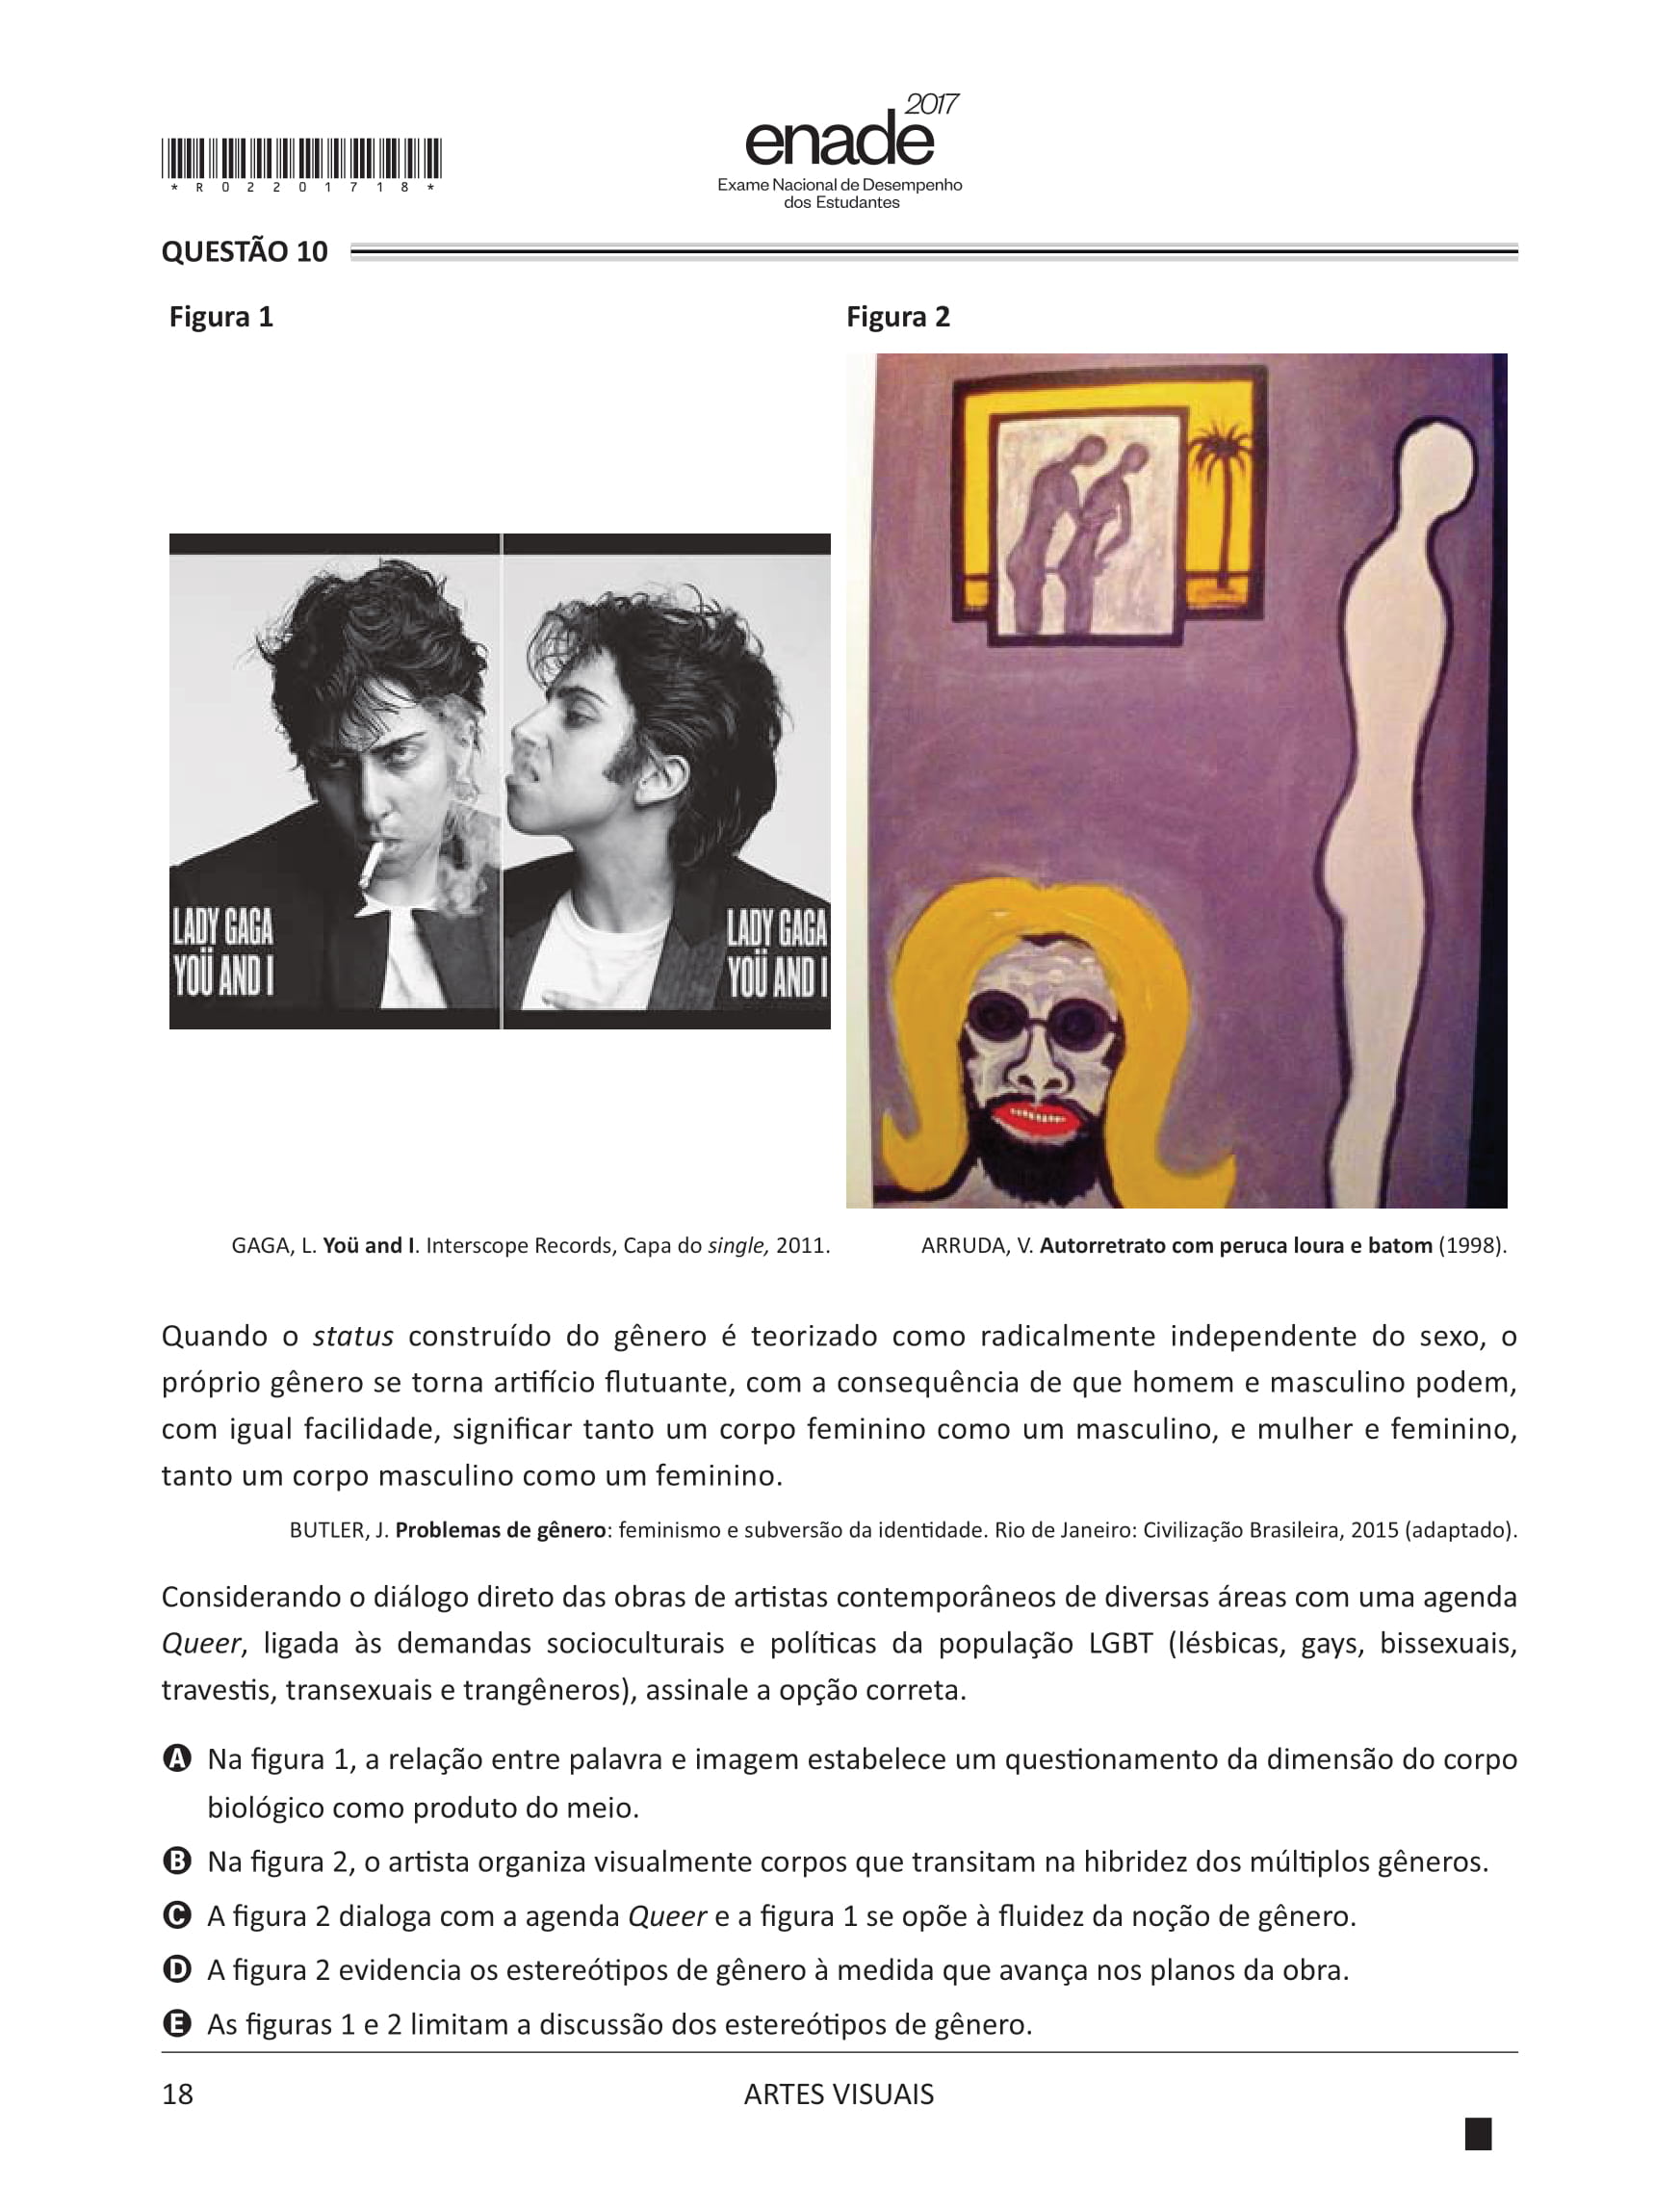 2017
enade
Exame Nacional de Desempenho
dos Estudantes
*R02201718*
QUESTÃO 10
Figura 1
Figura 2
LADY GAGA
YOÜ AND I
LADY GAGA
YOÜ AND I
GAGA, L. Yoü and I. Interscope Records, Capa do single, 2011.
ARRUDA, V. Autorretrato com peruca loura e batom (1998).
Quando o status construído do gênero é teorizado como radicalmente independente do sexo, o
próprio gênero se torna artifício flutuante, com a consequência de que homem e masculino podem,
com igual facilidade, significar tanto um corpo feminino como um masculino, e mulher e feminino,
tanto um corpo masculino como um feminino.
BUTLER, J. Problemas de gênero: feminismo e subversão da identidade. Rio de Janeiro: Civilização Brasileira, 2015 (adaptado).
Considerando o diálogo direto das obras de artistas contemporâneos de diversas áreas com uma agenda
Queer, ligada às demandas socioculturais e políticas da população LGBT (lésbicas, gays, bissexuais,
travestis, transexuais e trangêneros), assinale a opção correta.
A Na figura 1, a relação entre palavra e imagem estabelece um questionamento da dimensão do corpo
biológico como produto do meio.
B Na figura 2, o artista organiza visualmente corpos que transitam na hibridez dos múltiplos gêneros.
C A figura 2 dialoga com a agenda Queer e a figura 1 se opõe à fluidez da noção de gênero.
D A figura 2 evidencia os estereótipos de gênero à medida que avança nos planos da obra.
E As figuras 1 e 2 limitam a discussão dos estereótipos de gênero.
18
ARTES VISUAIS